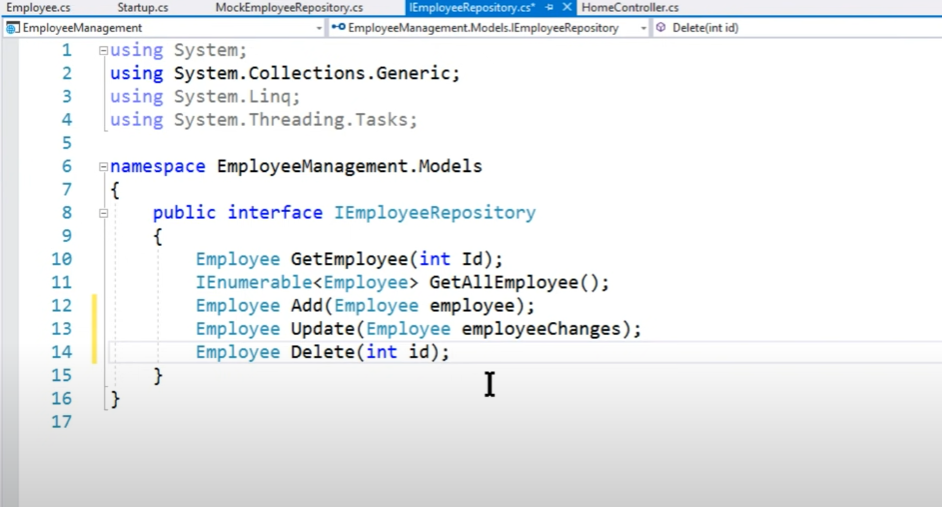 Employee.cs Startup.cs MockEmployeeRepository.cs IEmployeeRepository.cs* HomeController.cs
EmployeeManagement EmployeeManagement.Models.IEmployeeRepository Delete(int id)
1 using System;
2 using System.Collections.Generic;
3 using System.Linq;
4 using System.Threading.Tasks;
5
6 namespace EmployeeManagement.Models
7 {
8 public interface IEmployeeRepository
9 {
10 Employee GetEmployee(int Id);
11 IEnumerable<Employee> GetAllEmployee();
12 Employee Add(Employee employee);
13 Employee Update(Employee employeeChanges);
14 Employee Delete(int id);
15 }
16 }
17